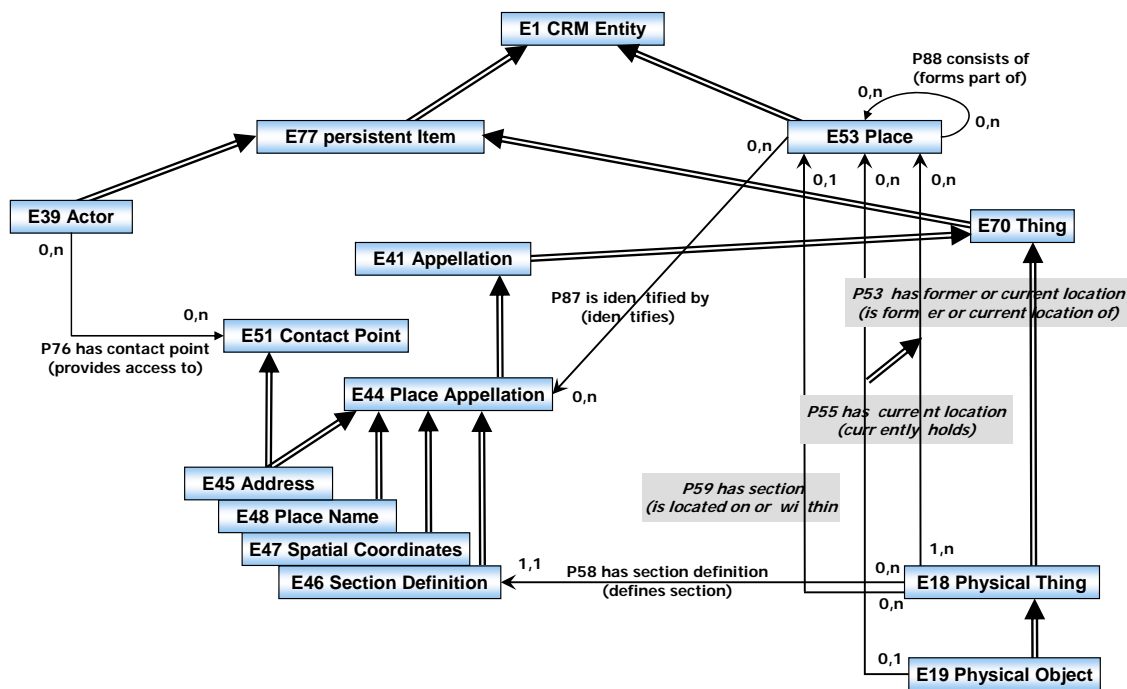 E1 CRM Entity
P88 consists of
(forms part of)
0,n
0,n
E77 persistent Item
E53 Place
0,n
0,1
0,n
0,n
E39 Actor
0,n
E70 Thing
E41 Appellation
P87 is iden tified by
(iden tifies)
P53 has former or current location
(is form er or current location of)
0,n
E51 Contact Point
P76 has contact point
(provides access to)
E44 Place Appellation
0,n
P55 has current location
(curr ently holds)
E45 Address
P59 has section
(is located on or wi thin
E48 Place Name
E47 Spatial Coordinates
1,n
1,1
P58 has section definition
(defines section)
0,n
E46 Section Definition
E18 Physical Thing
0,n
0,1
E19 Physical Object